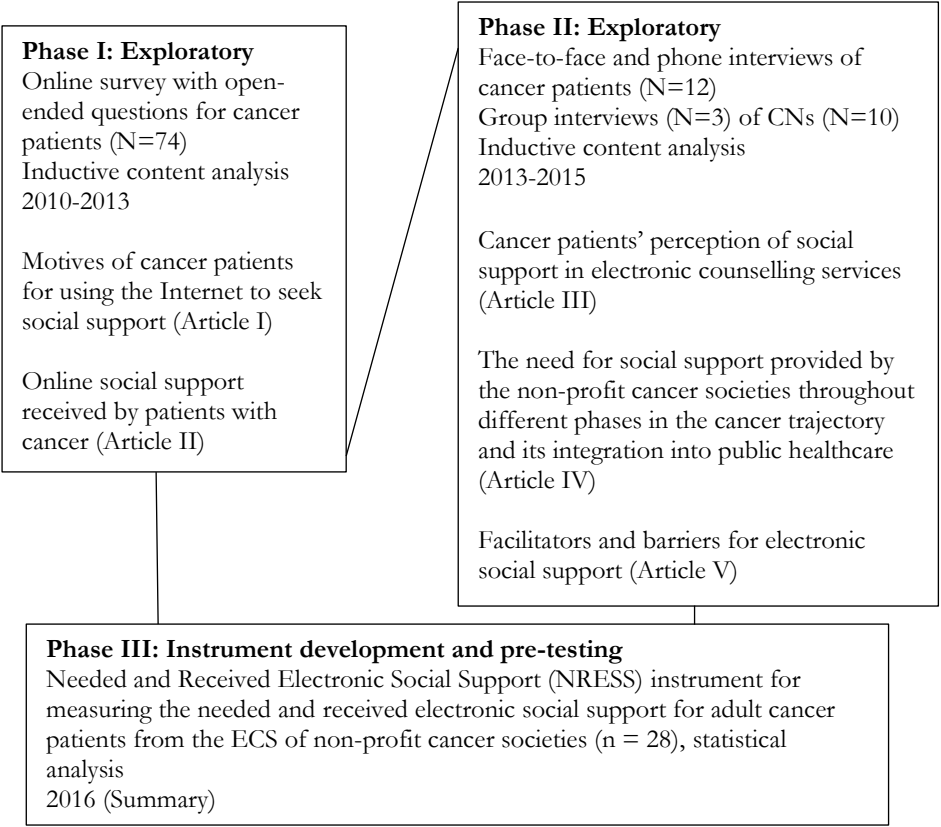 Phase I: Exploratory
Online survey with open-
ended questions for cancer
patients (N=74)
Inductive content analysis
2010-2013
Motives of cancer patients
for using the Internet to seek
social support (Article I)
Online social support
received by patients with
cancer (Article II)
Phase II: Exploratory
Face-to-face and phone interviews of
cancer patients (N=12)
Group interviews (N=3) of CNs (N=10)
Inductive content analysis
2013-2015
Cancer patients’ perception of social
support in electronic counselling services
(Article III)
The need for social support provided by
the non-profit cancer societies throughout
different phases in the cancer trajectory
and its integration into public healthcare
(Article IV)
Facilitators and barriers for electronic
social support (Article V)
Phase III: Instrument development and pre-testing
Needed and Received Electronic Social Support (NRESS) instrument for
measuring the needed and received electronic social support for adult cancer
patients from the ECS of non-profit cancer societies (n = 28), statistical
analysis
2016 (Summary)